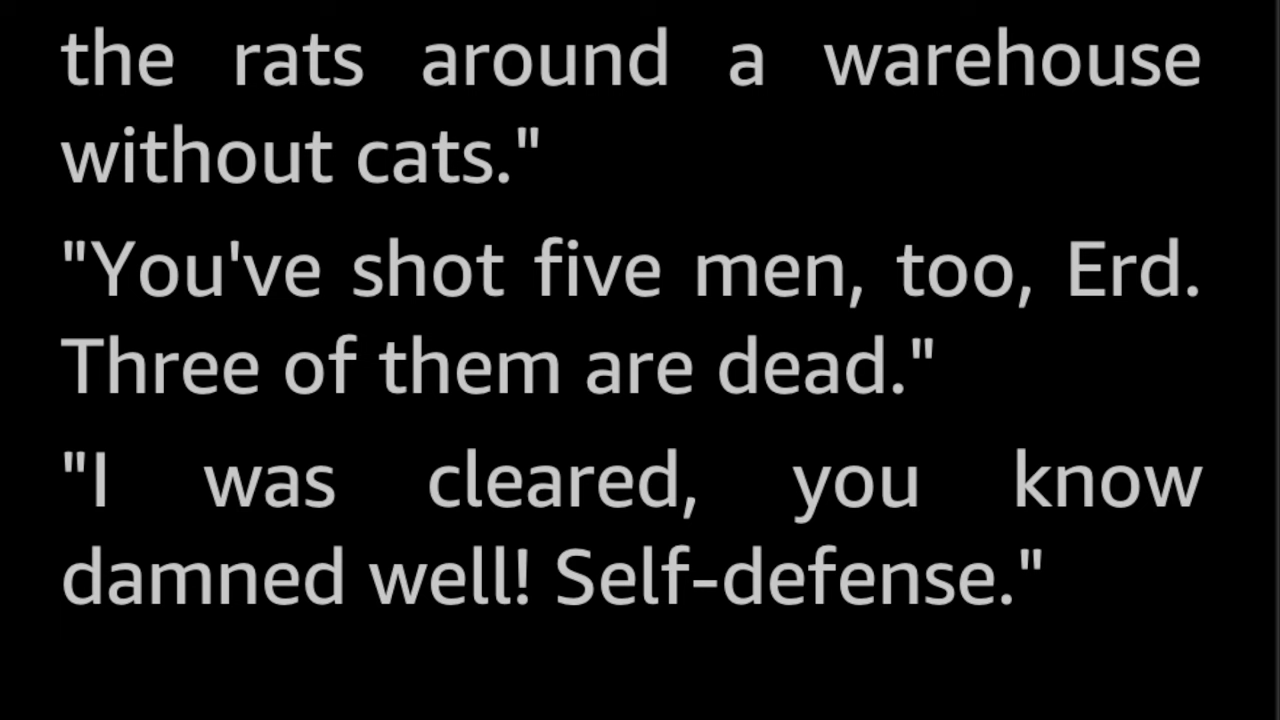 the rats around a warehouse
without cats."
"You've shot five men, too, Erd.
Three of them are dead."
"I was cleared, you know
damned well! Self-defense."